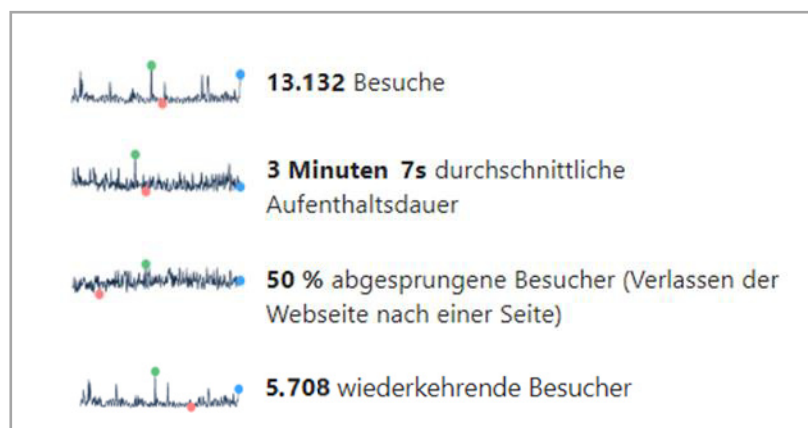 13.132 Besuche
3 Minuten 7s durchschnittliche
Aufenthaltsdauer
50 % abgesprungene Besucher (Verlassen der
Webseite nach einer Seite)
5.708 wiederkehrende Besucher